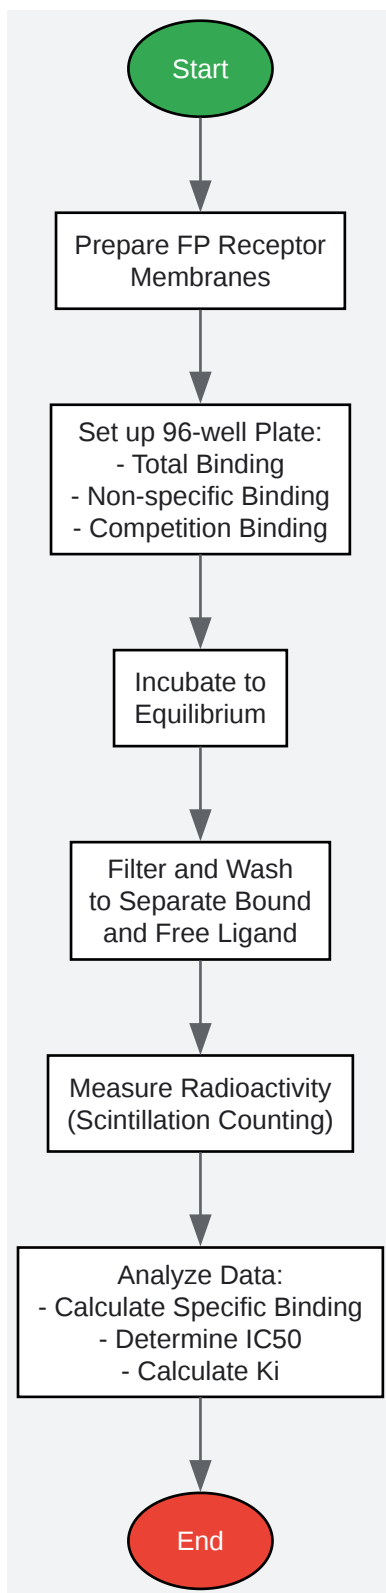 Start
Prepare FP Receptor
Membranes
Set up 96-well Plate:
- Total Binding
- Non-specific Binding
- Competition Binding
Incubate to
Equilibrium
Filter and Wash
to Separate Bound
and Free Ligand
Measure Radioactivity
(Scintillation Counting)
Analyze Data:
- Calculate Specific Binding
- Determine IC50
- Calculate Ki
End